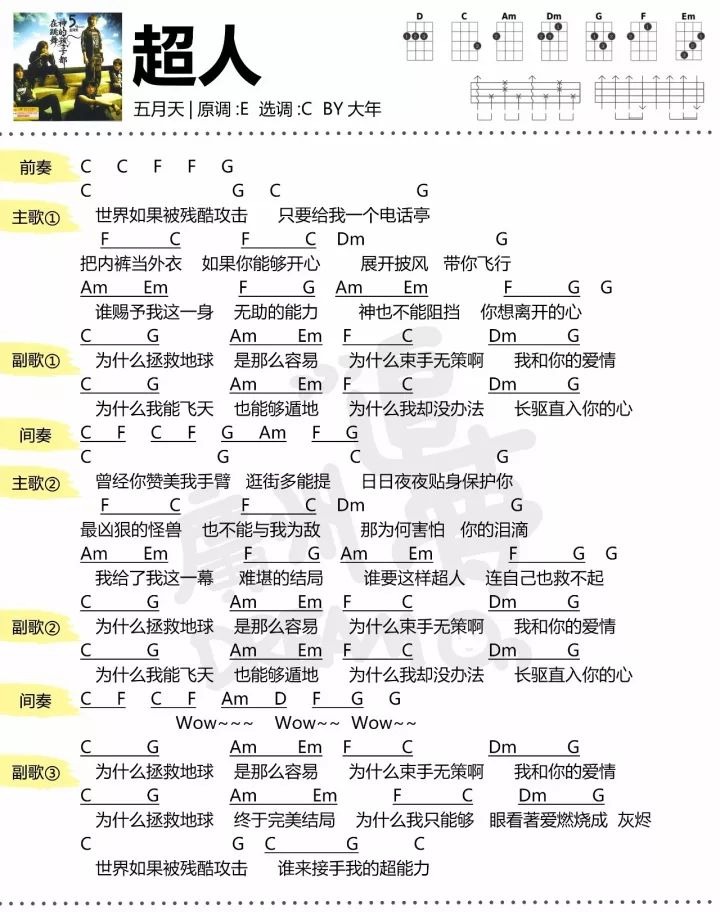 5
神的孩子都在跳舞
D C Am Dm G F Em
超人
五月天 | 原调 :E 选调 :C BY 大年
前奏 C C F F G
C G C G
主歌① 世界如果被残酷攻击 只要给我一个电话亭
F C F C Dm G
把内裤当外衣 如果你能够开心 展开披风 带你飞行
Am Em F G Am Em F G G
谁赐予我这一身 无助的能力 神也不能阻挡 你想离开的心
C G Am Em F C Dm G
副歌① 为什么拯救地球 是那么容易 为什么束手无策啊 我和你的爱情
C G Am Em F C Dm G
为什么我能飞天 也能够遁地 为什么我却没办法 长驱直入你的心
间奏 C F C F G Am F G
C G C G
主歌② 曾经你赞美我手臂 逛街多能提 日日夜夜贴身保护你
F C F C Dm G
最凶狠的怪兽 也不能与我为敌 那为何害怕 你的泪滴
Am Em F G Am Em F G G
我给了我这一幕 难堪的结局 谁要这样超人 连自己也救不起
C G Am Em F C Dm G
副歌② 为什么拯救地球 是那么容易 为什么束手无策啊 我和你的爱情
C G Am Em F C Dm G
为什么我能飞天 也能够遁地 为什么我却没办法 长驱直入你的心
间奏 C F C F Am D F G G
Wow~~~ Wow~~ Wow~~
C G Am Em F C Dm G
副歌③ 为什么拯救地球 是那么容易 为什么束手无策啊 我和你的爱情
C G Am Em F C Dm G
为什么拯救地球 终于完美结局 为什么我只能够 眼看著爱燃烧成 灰烬
C G C G C
世界如果被残酷攻击 谁来接手我的超能力